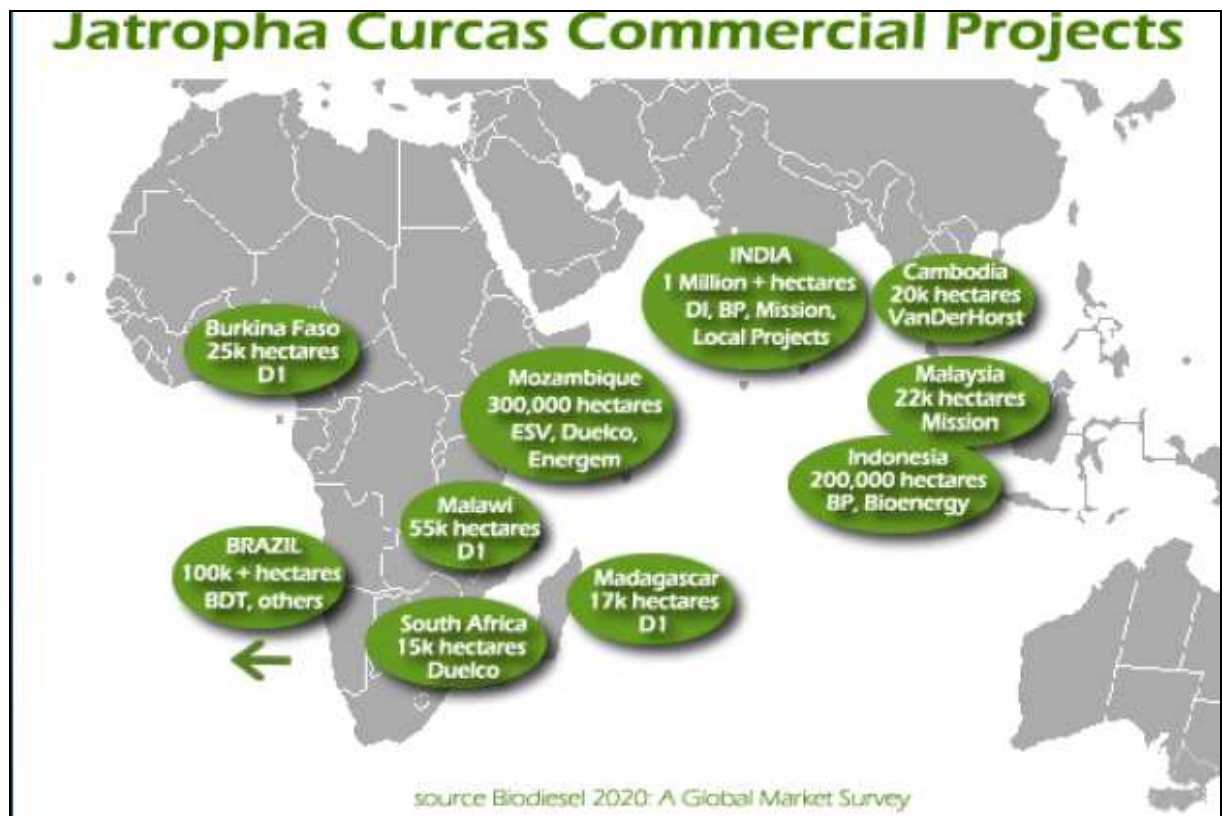 Jatropha Curcas Commercial Projects
INDIA
1 Million + hectares
DI, BP, Mission,
Local Projects
Cambodia
20k hectares
VanDerHorst
Burkina Faso
25k hectares
D1
Mozambique
300,000 hectares
ESV, Duelco,
Energem
Malaysia
22k hectares
Mission
Indonesia
200,000 hectares
BP, Bioenergy
Malawi
55k hectares
D1
BRAZIL
100k + hectares
BDT, others
Madagascar
17k hectares
D1
South Africa
15k hectares
Duelco
source Biodiesel 2020: A Global Market Survey